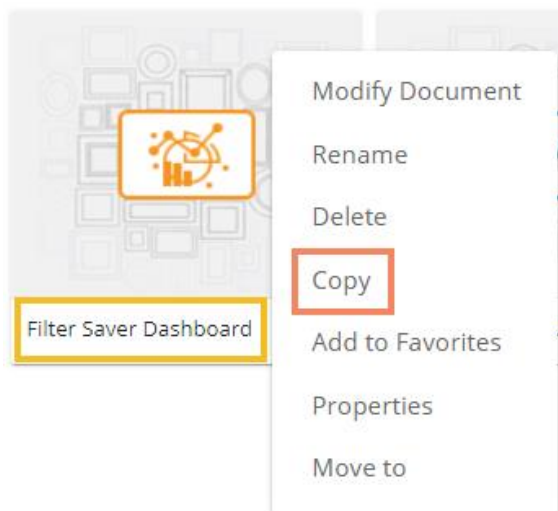 Modify Document
Rename
Delete
Copy
Filter Saver Dashboard
Add to Favorites
Properties
Move to